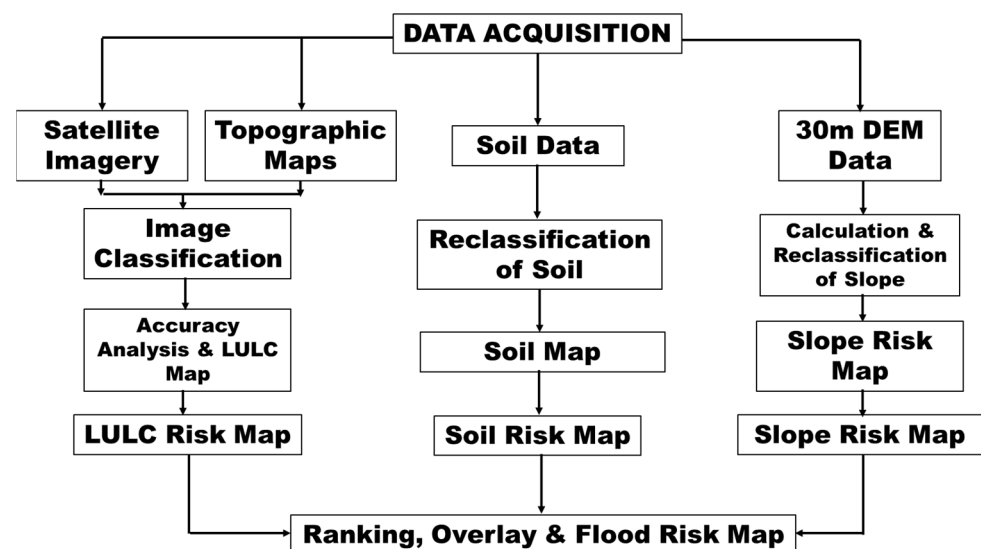 DATA ACQUISITION
Satellite
Imagery
Topographic
Maps
Soil Data
30m DEM
Data
Image
Classification
Reclassification
of Soil
Calculation &
Reclassification
of Slope
Accuracy
Analysis & LULC
Map
Soil Map
Slope Risk
Map
LULC Risk Map
Soil Risk Map
Slope Risk Map
Ranking, Overlay & Flood Risk Map